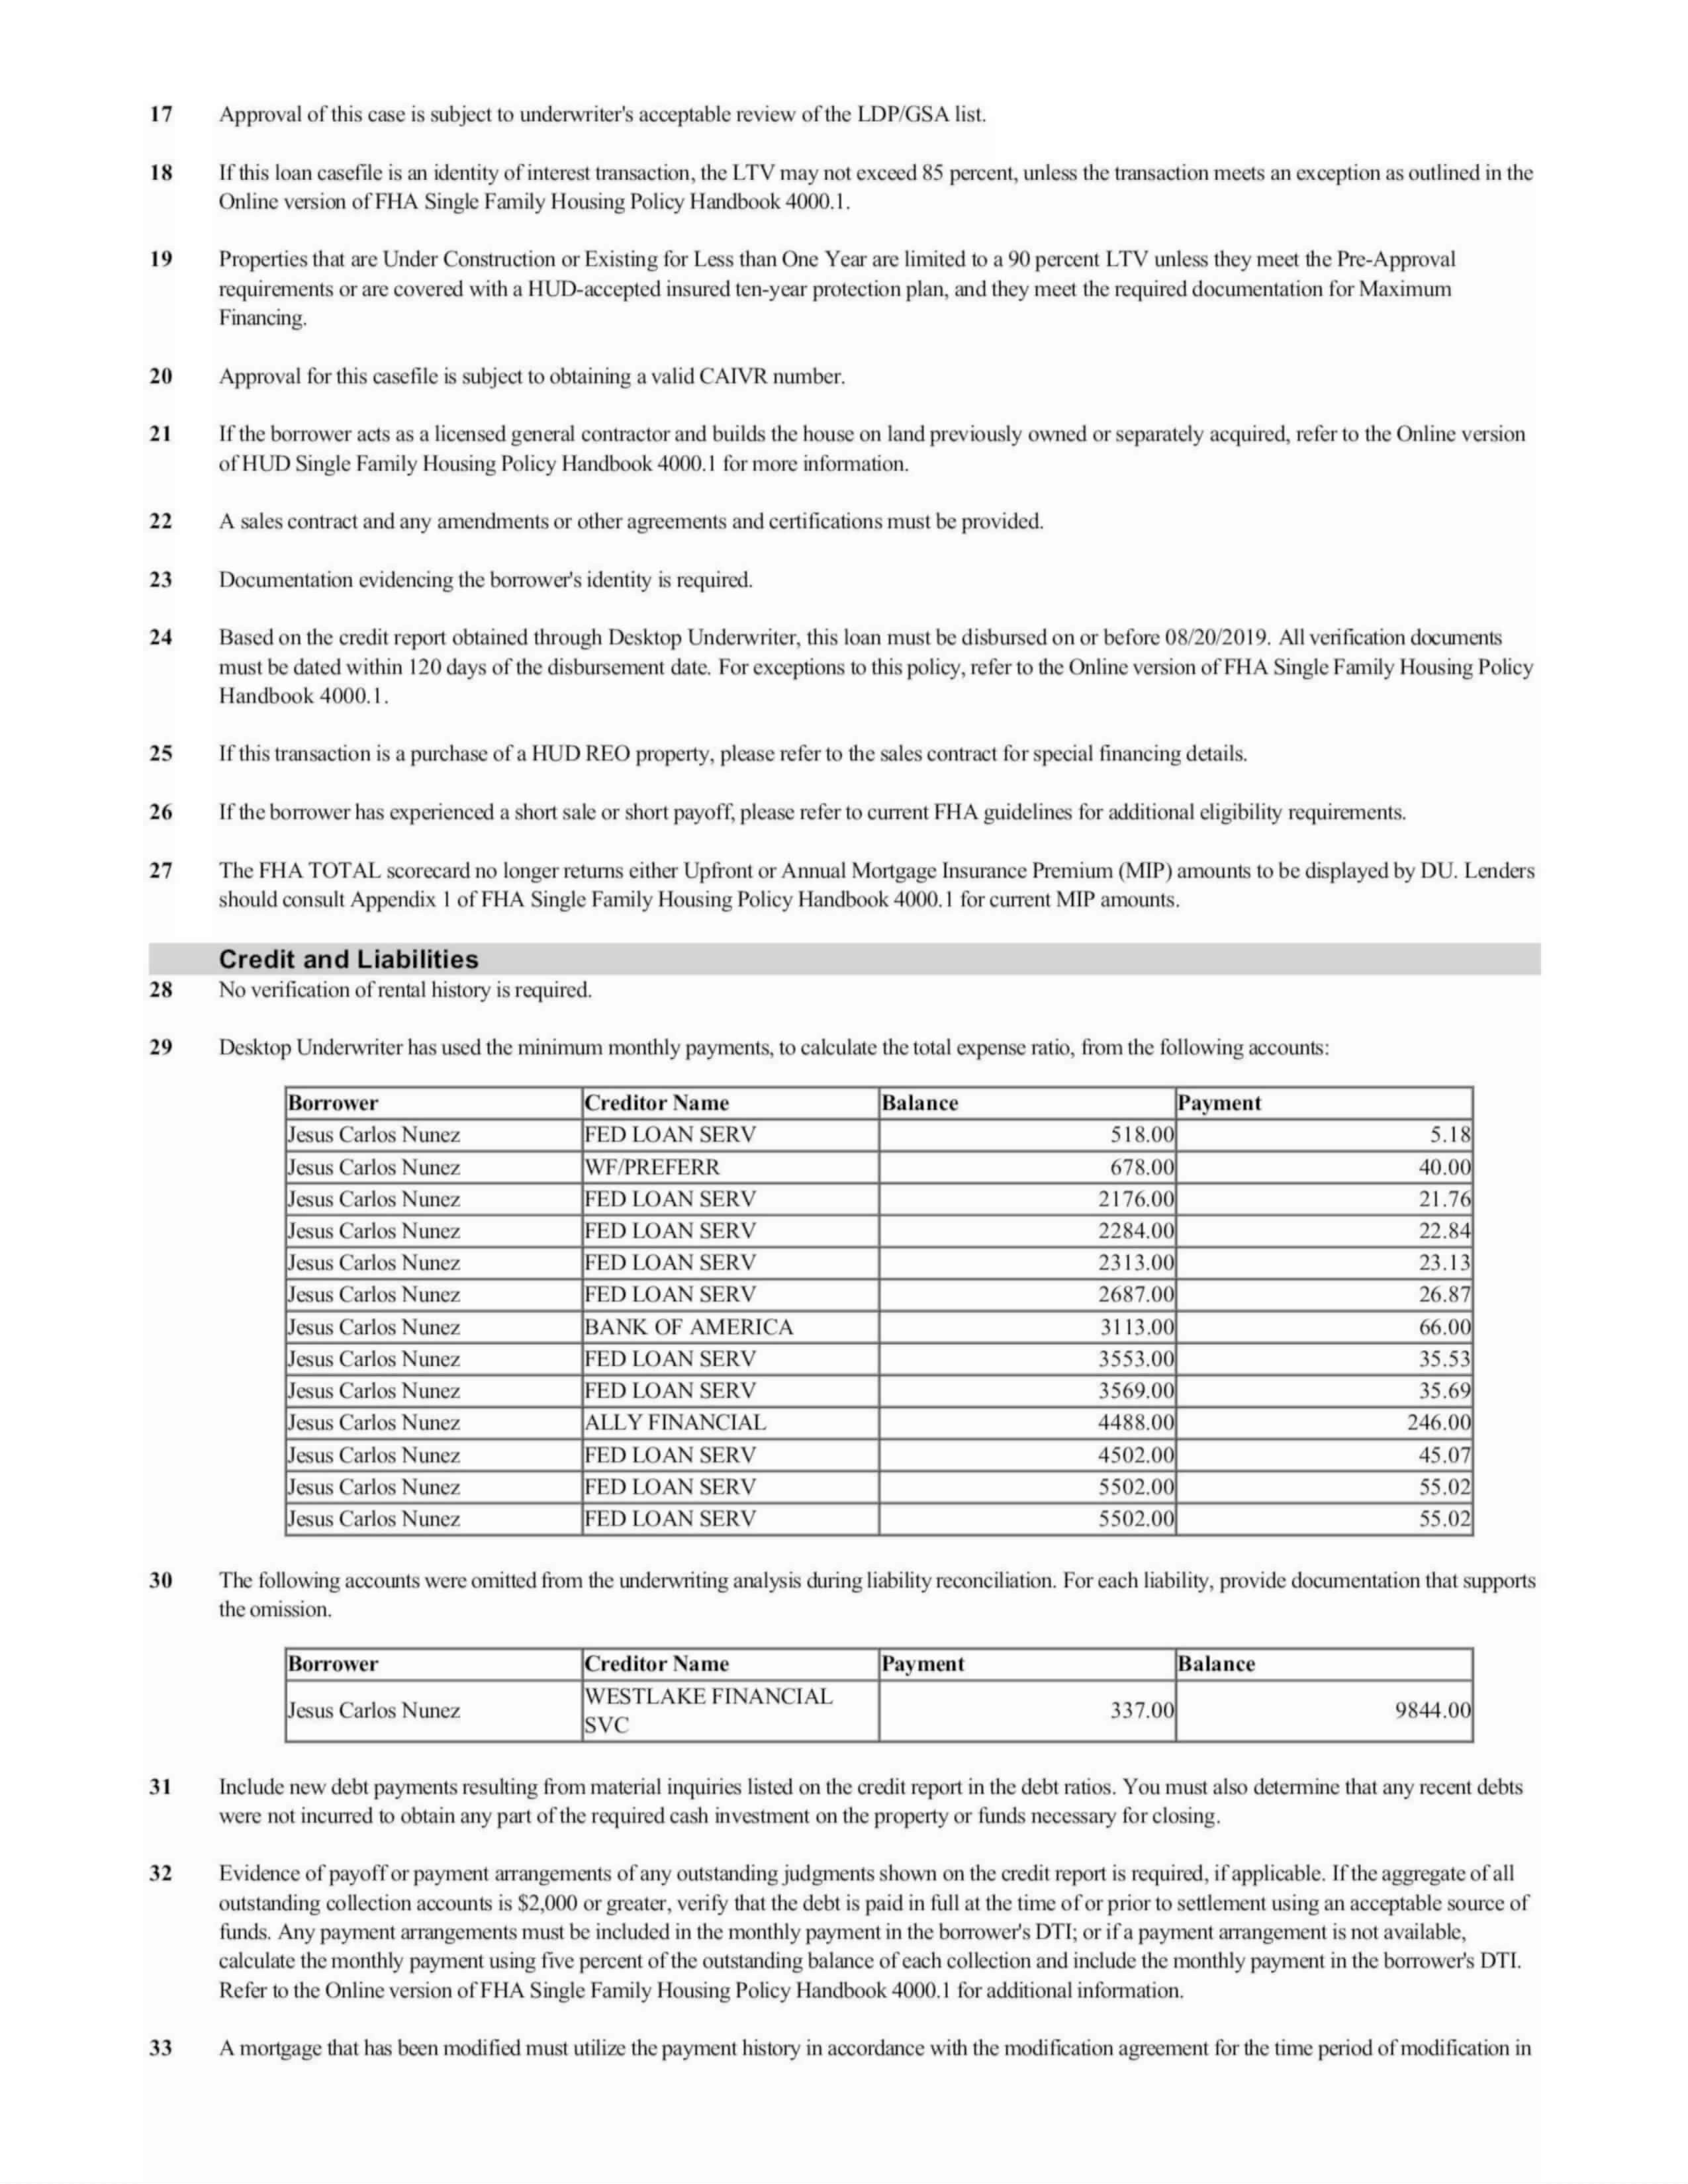 17 Approval of this case is subject to underwriter's acceptable review of the LDP/GSA list.
18 If this loan casefile is an identity of interest transaction, the LTV may not exceed 85 percent, unless the transaction meets an exception as outlined in the
Online version of FHA Single Family Housing Policy Handbook 4000.1.
19 Properties that are Under Construction or Existing for Less than One Year are limited to a 90 percent LTV unless they meet the Pre-Approval
requirements or are covered with a HUD-accepted insured ten-year protection plan, and they meet the required documentation for Maximum
Financing.
20 Approval for this casefile is subject to obtaining a valid CAIVR number.
21 If the borrower acts as a licensed general contractor and builds the house on land previously owned or separately acquired, refer to the Online version
of HUD Single Family Housing Policy Handbook 4000.1 for more information.
22 A sales contract and any amendments or other agreements and certifications must be provided.
23 Documentation evidencing the borrower's identity is required.
24 Based on the credit report obtained through Desktop Underwriter, this loan must be disbursed on or before 08/20/2019. All verification documents
must be dated within 120 days of the disbursement date. For exceptions to this policy, refer to the Online version of FHA Single Family Housing Policy
Handbook 4000.1.
25 If this transaction is a purchase of a HUD REO property, please refer to the sales contract for special financing details.
26 If the borrower has experienced a short sale or short payoff, please refer to current FHA guidelines for additional eligibility requirements.
27 The FHA TOTAL scorecard no longer returns either Upfront or Annual Mortgage Insurance Premium (MIP) amounts to be displayed by DU. Lenders
should consult Appendix 1 of FHA Single Family Housing Policy Handbook 4000.1 for current MIP amounts.
Credit and Liabilities
28 No verification of rental history is required.
29 Desktop Underwriter has used the minimum monthly payments, to calculate the total expense ratio, from the following accounts:
Borrower Creditor Name Balance Payment
Jesus Carlos Nunez FED LOAN SERV 518.00 5.18
Jesus Carlos Nunez WF/PREFERR 678.00 40.00
Jesus Carlos Nunez FED LOAN SERV 2176.00 21.76
Jesus Carlos Nunez FED LOAN SERV 2284.00 22.84
Jesus Carlos Nunez FED LOAN SERV 2313.00 23.13
Jesus Carlos Nunez FED LOAN SERV 2687.00 26.87
Jesus Carlos Nunez BANK OF AMERICA 3113.00 66.00
Jesus Carlos Nunez FED LOAN SERV 3553.00 35.53
Jesus Carlos Nunez FED LOAN SERV 3569.00 35.69
Jesus Carlos Nunez ALLY FINANCIAL 4488.00 246.00
Jesus Carlos Nunez FED LOAN SERV 4502.00 45.07
Jesus Carlos Nunez FED LOAN SERV 5502.00 55.02
Jesus Carlos Nunez FED LOAN SERV 5502.00 55.02
30 The following accounts were omitted from the underwriting analysis during liability reconciliation. For each liability, provide documentation that supports
the omission.
Borrower Creditor Name Payment Balance
Jesus Carlos Nunez WESTLAKE FINANCIAL 337.00 9844.00
SVC
31 Include new debt payments resulting from material inquiries listed on the credit report in the debt ratios. You must also determine that any recent debts
were not incurred to obtain any part of the required cash investment on the property or funds necessary for closing.
32 Evidence of payoff or payment arrangements of any outstanding judgments shown on the credit report is required, if applicable. If the aggregate of all
outstanding collection accounts is $2,000 or greater, verify that the debt is paid in full at the time of or prior to settlement using an acceptable source of
funds. Any payment arrangements must be included in the monthly payment in the borrower's DTI; or if a payment arrangement is not available,
calculate the monthly payment using five percent of the outstanding balance of each collection and include the monthly payment in the borrower's DTI.
Refer to the Online version of FHA Single Family Housing Policy Handbook 4000.1 for additional information.
33 A mortgage that has been modified must utilize the payment history in accordance with the modification agreement for the time period of modification in